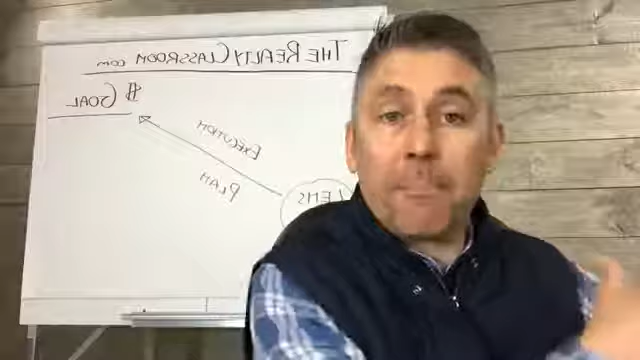 THE REALTY CLASSROOM.com
$ GOAL
EXECUTION
PLAN
LENS